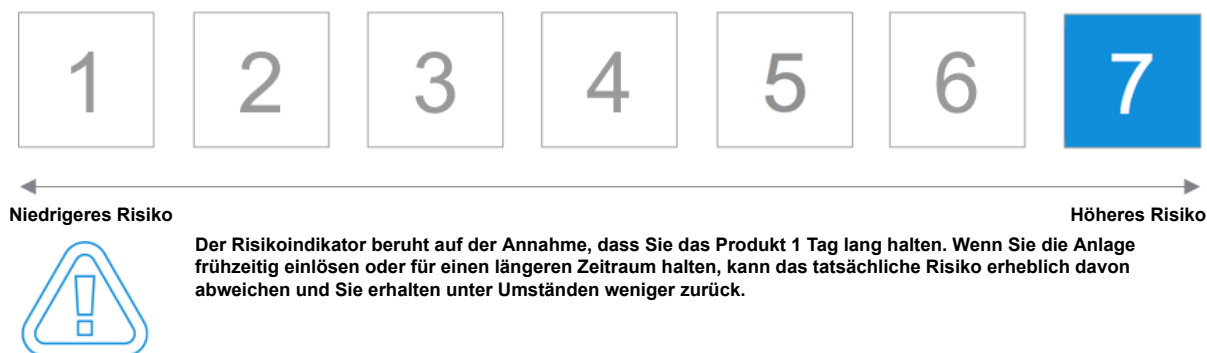 1 2 3 4 5 6 7
Niedrigeres Risiko Höheres Risiko
Der Risikoindikator beruht auf der Annahme, dass Sie das Produkt 1 Tag lang halten. Wenn Sie die Anlage
frühzeitig einlösen oder für einen längeren Zeitraum halten, kann das tatsächliche Risiko erheblich davon
abweichen und Sie erhalten unter Umständen weniger zurück.